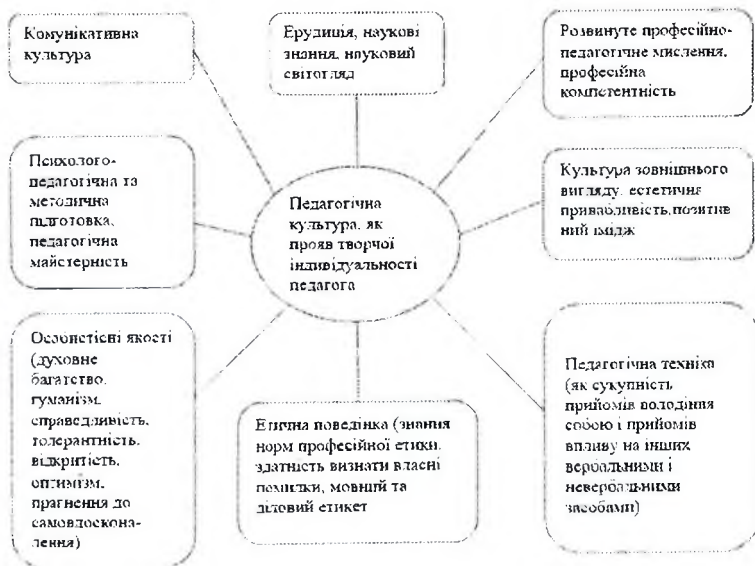 Комунікативна
культура
Ерудиція, наукові
знання, науковий
світогляд
Розвинуте професійно-
педагогічне мислення,
професійна
компетентність
Психолого-
педагогічна та
методична
підготовка,
педагогічна
майстерність
Педагогічна
культура, як
прояв творчої
індивідуальності
педагога
Культура зовнішнього
вигляду, естетична
привабливість,позитив
ний імідж
Особистісні якості
(духовне
багатство,
гуманізм,
справедливість,
толерантність,
відкритість,
оптимізм,
прагнення до
самовдоскона-
лення)
Етична поведінка (знання
норм професійної етики,
здатність визнати власні
помилки, мовний та
діловий етикет
Педагогічна техніка
(як сукупність
прийомів володіння
собою і прийомів
впливу на інших
вербальними і
невербальними
засобами)